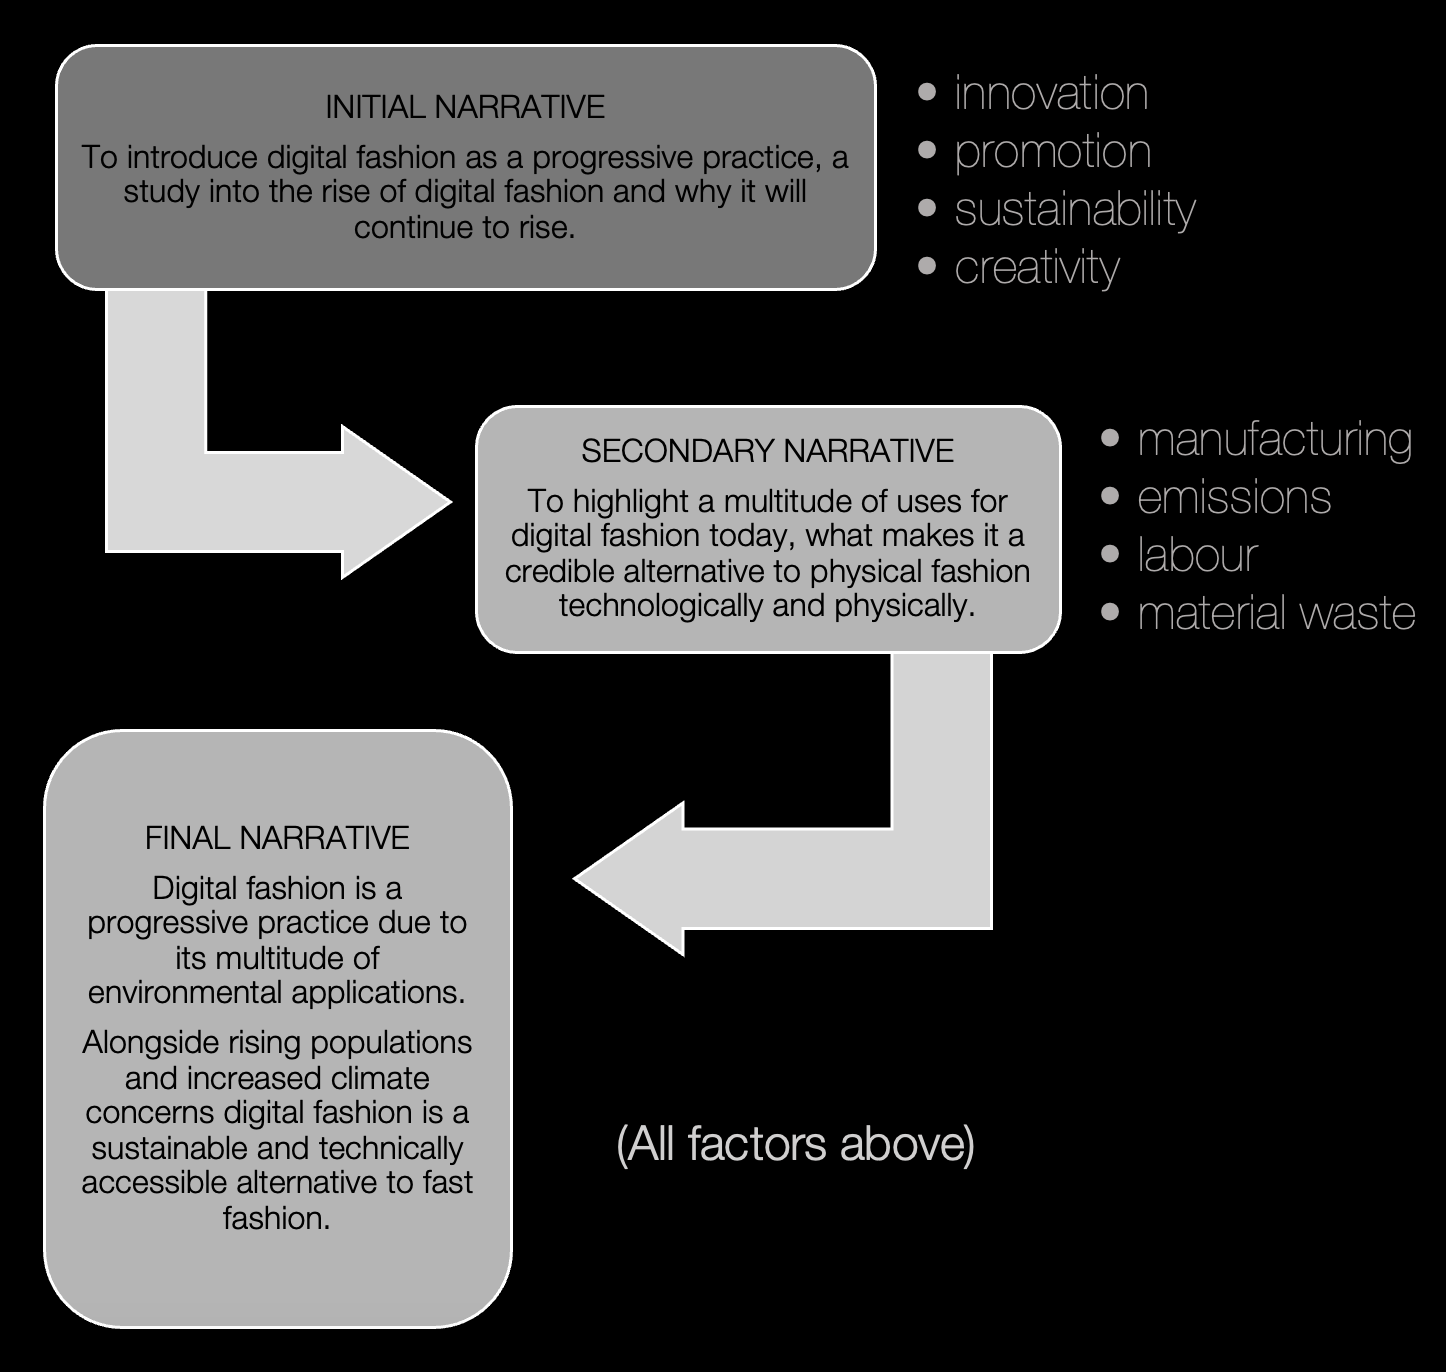 INITIAL NARRATIVE
To introduce digital fashion as a progressive practice, a
study into the rise of digital fashion and why it will
continue to rise.
• innovation
• promotion
• sustainability
• creativity
SECONDARY NARRATIVE
To highlight a multitude of uses for
digital fashion today, what makes it a
credible alternative to physical fashion
technologically and physically.
• manufacturing
• emissions
• labour
• material waste
FINAL NARRATIVE
Digital fashion is a
progressive practice due to
its multitude of
environmental applications.
Alongside rising populations
and increased climate
concerns digital fashion is a
sustainable and technically
accessible alternative to fast
fashion.
(All factors above)